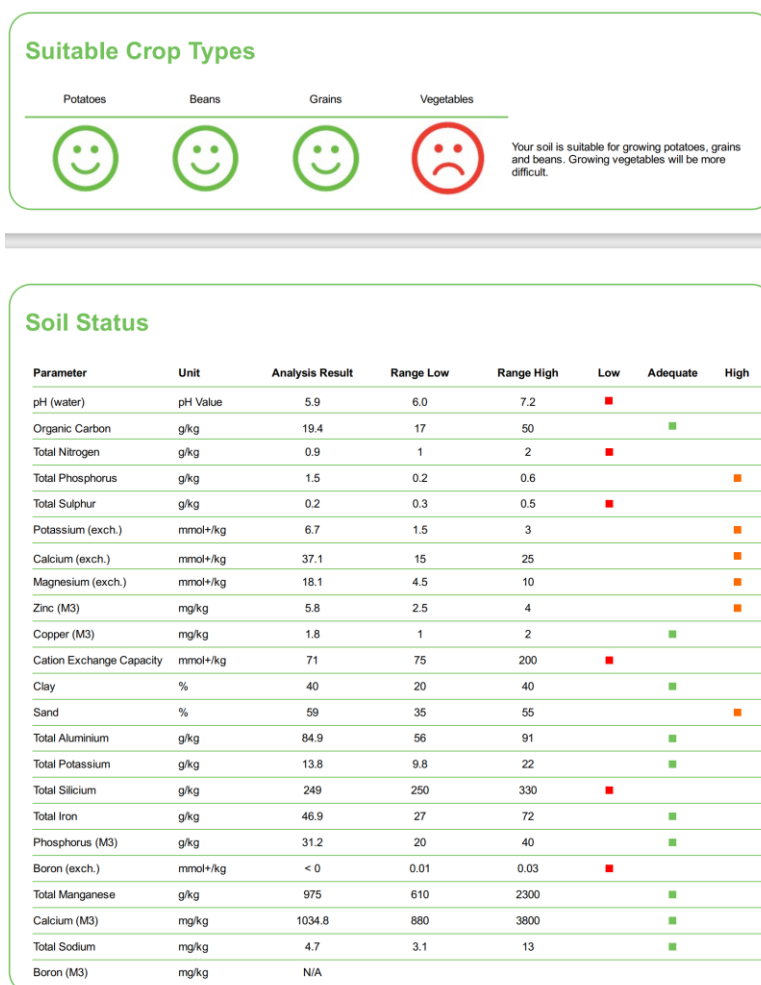 Suitable Crop Types
Potatoes Beans Grains Vegetables
Your soil is suitable for growing potatoes, grains
and beans. Growing vegetables will be more
difficult.
Soil Status
Parameter Unit Analysis Result Range Low Range High Low Adequate High
pH (water) pH Value 5.9 6.0 7.2
Organic Carbon g/kg 19.4 17 50
Total Nitrogen g/kg 0.9 1 2
Total Phosphorus g/kg 1.5 0.2 0.6
Total Sulphur g/kg 0.2 0.3 0.5
Potassium (exch.) mmol+/kg 6.7 1.5 3
Calcium (exch.) mmol+/kg 37.1 15 25
Magnesium (exch.) mmol+/kg 18.1 4.5 10
Zinc (M3) mg/kg 5.8 2.5 4
Copper (M3) mg/kg 1.8 1 2
Cation Exchange Capacity mmol+/kg 71 75 200
Clay % 40 20 40
Sand % 59 35 55
Total Aluminium g/kg 84.9 56 91
Total Potassium g/kg 13.8 9.8 22
Total Silicium g/kg 249 250 330
Total Iron g/kg 46.9 27 72
Phosphorus (M3) g/kg 31.2 20 40
Boron (exch.) mmol+/kg < 0 0.01 0.03
Total Manganese g/kg 975 610 2300
Calcium (M3) mg/kg 1034.8 880 3800
Total Sodium mg/kg 4.7 3.1 13
Boron (M3) mg/kg N/A